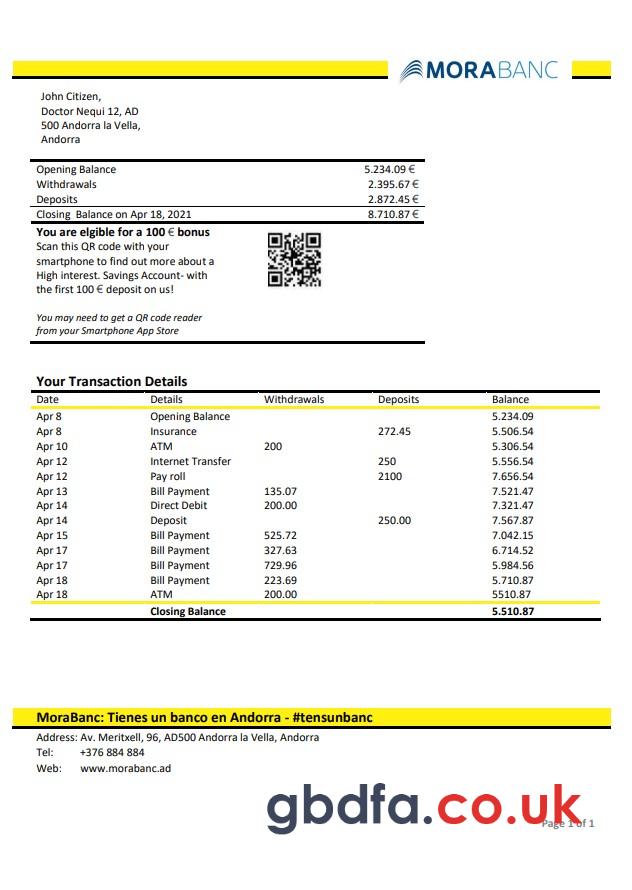 MORABANC
John Citizen,
Doctor Nequi 12, AD
500 Andorra la Vella,
Andorra
Opening Balance 5.234.09 €
Withdrawals 2.395.67 €
Deposits 2.872.45 €
Closing Balance on Apr 18, 2021 8.710.87 €
You are elgible for a 100 € bonus
Scan this QR code with your
smartphone to find out more about a
High interest. Savings Account- with
the first 100 € deposit on us!
You may need to get a QR code reader
from your Smartphone App Store
Your Transaction Details
Date Details Withdrawals Deposits Balance
Apr 8 Opening Balance 5.234.09
Apr 8 Insurance 272.45 5.506.54
Apr 10 ATM 200 5.306.54
Apr 12 Internet Transfer 250 5.556.54
Apr 12 Pay roll 2100 7.656.54
Apr 13 Bill Payment 135.07 7.521.47
Apr 14 Direct Debit 200.00 7.321.47
Apr 14 Deposit 250.00 7.567.87
Apr 15 Bill Payment 525.72 7.042.15
Apr 17 Bill Payment 327.63 6.714.52
Apr 17 Bill Payment 729.96 5.984.56
Apr 18 Bill Payment 223.69 5.710.87
Apr 18 ATM 200.00 5510.87
Closing Balance 5.510.87
MoraBanc: Tienes un banco en Andorra - #tensunbanc
Address: Av. Meritxell, 96, AD500 Andorra la Vella, Andorra
Tel: +376 884 884
Web: www.morabanc.ad
gbdfa.co.uk
Page 1 of 1